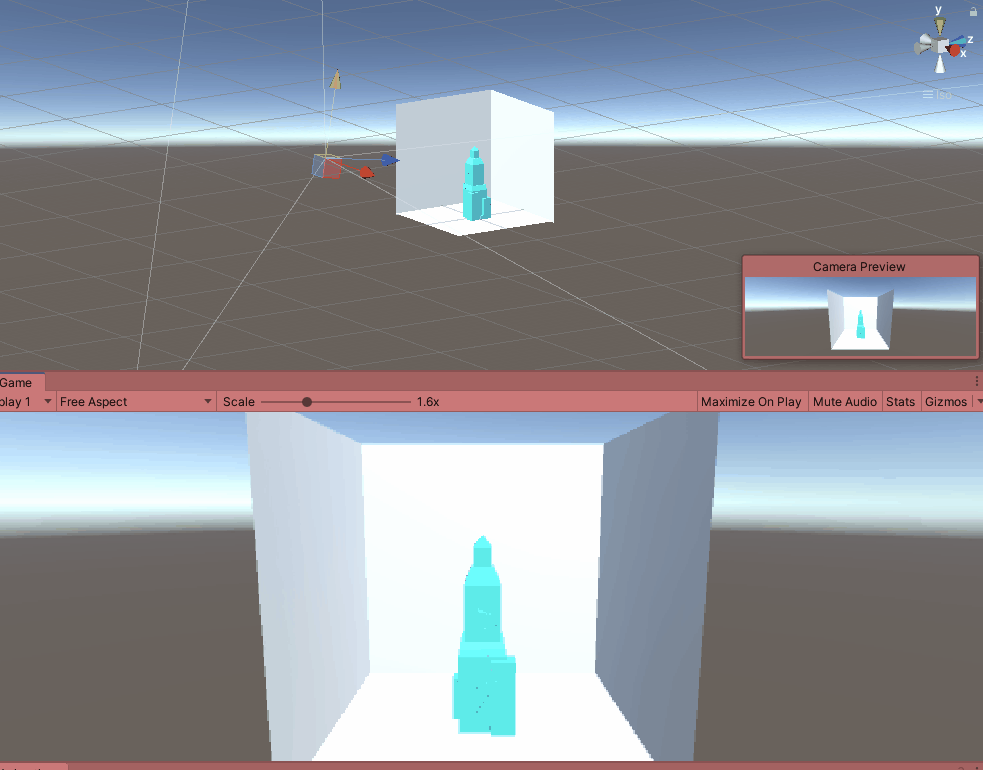 y
z
x
Iso
Camera Preview
Game
play 1 Free Aspect Scale 1.6x Maximize On Play Mute Audio Stats Gizmos